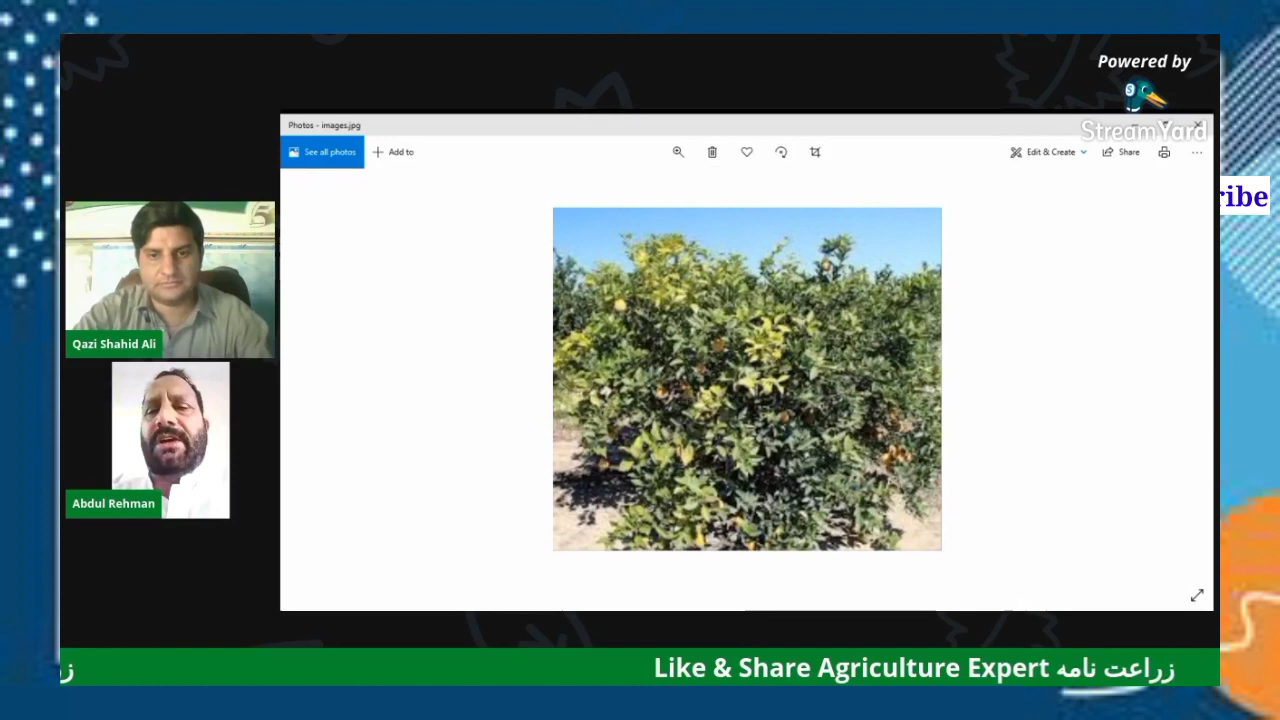 Powered by
StreamYard
Photos - images.jpg
See all photos
Add to
Edit & Create
Share
ribe
Qazi Shahid Ali
Abdul Rehman
Like & Share Agriculture Expert زراعت نامه